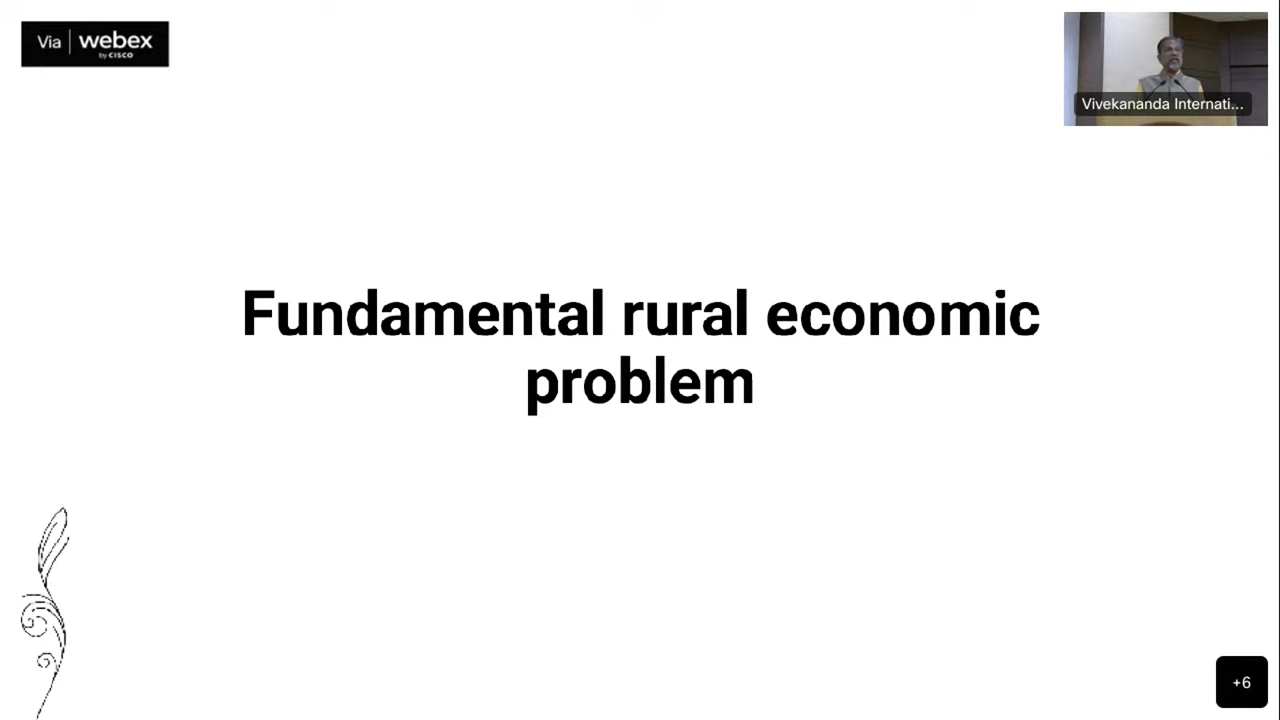 Via webex
by CISCO
Vivekananda Internati...
Fundamental rural economic
problem
+6